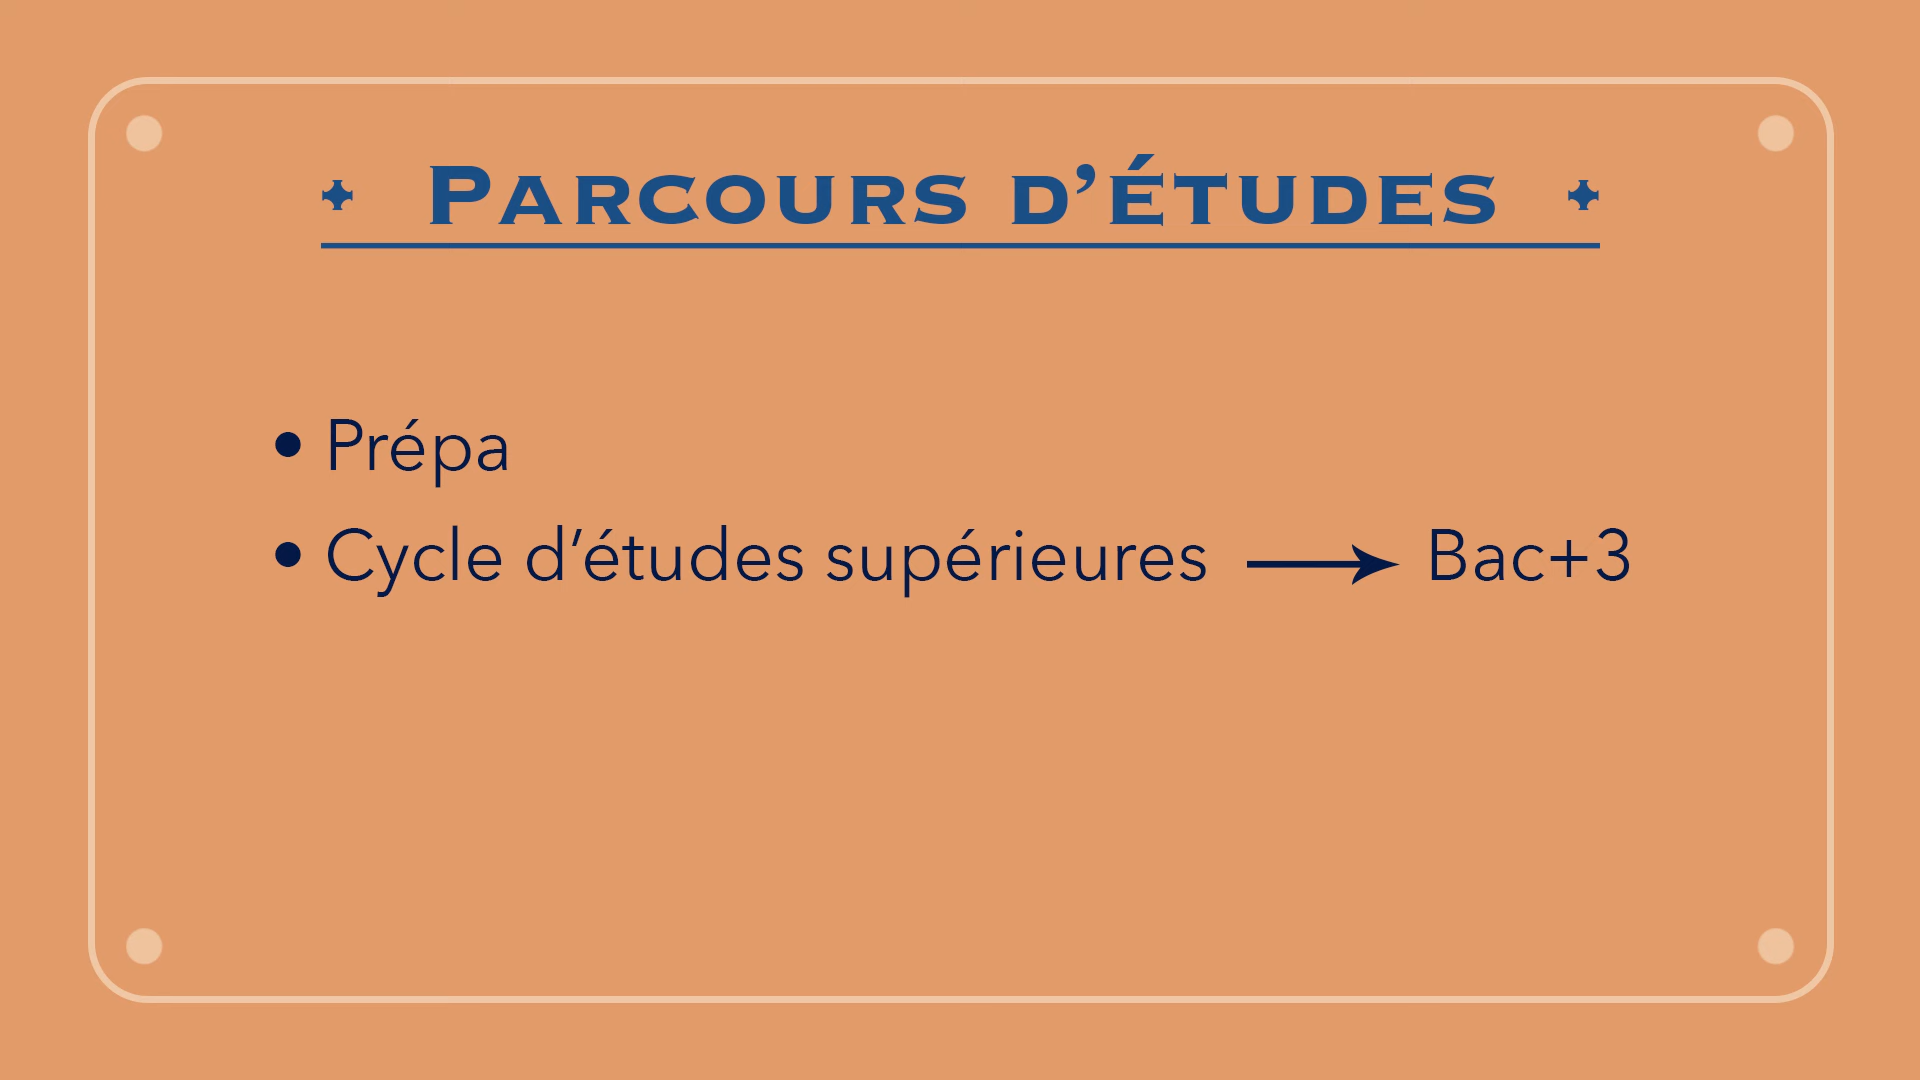 Parcours d’études
• Prépa
• Cycle d’études supérieures → Bac+3